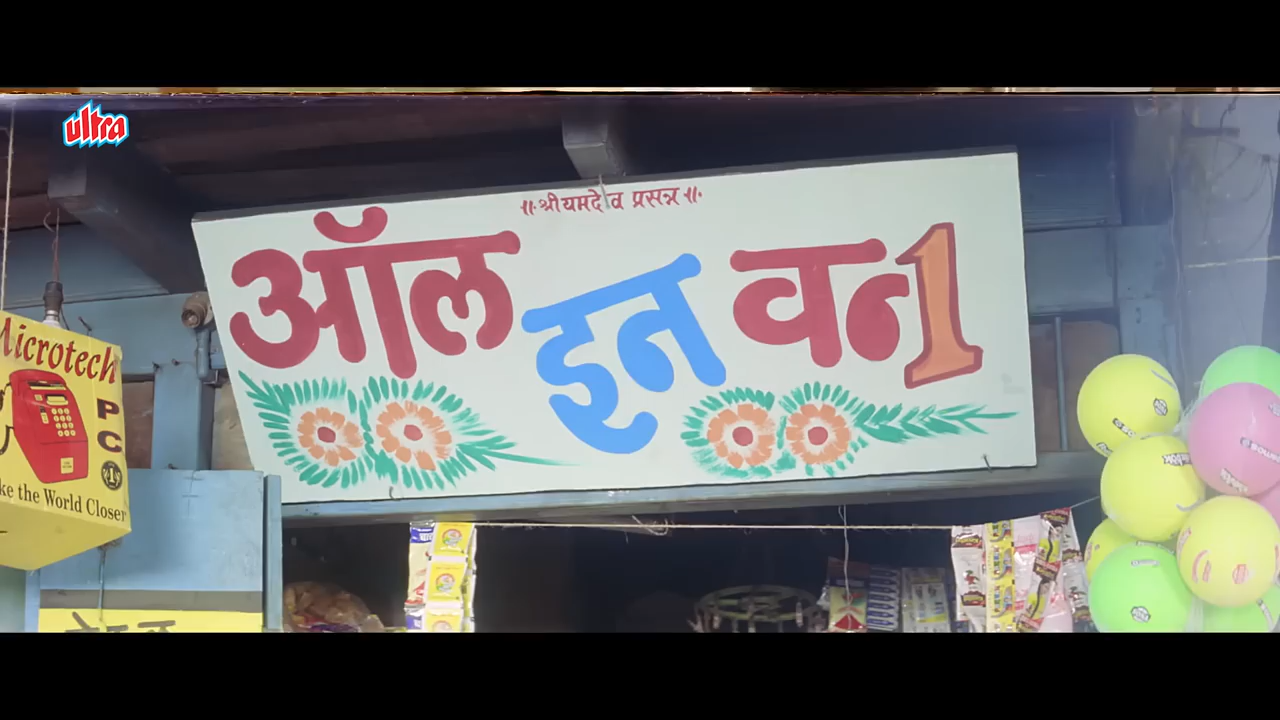 ultra
॥ श्री यमदेव प्रसन्न ॥
ऑल इन वन1
Microtech
PC
ke the World Closer